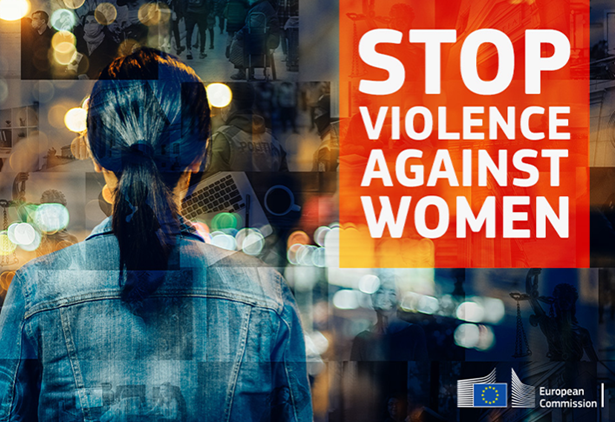 STOP
VIOLENCE
AGAINST
WOMEN
European
Commission